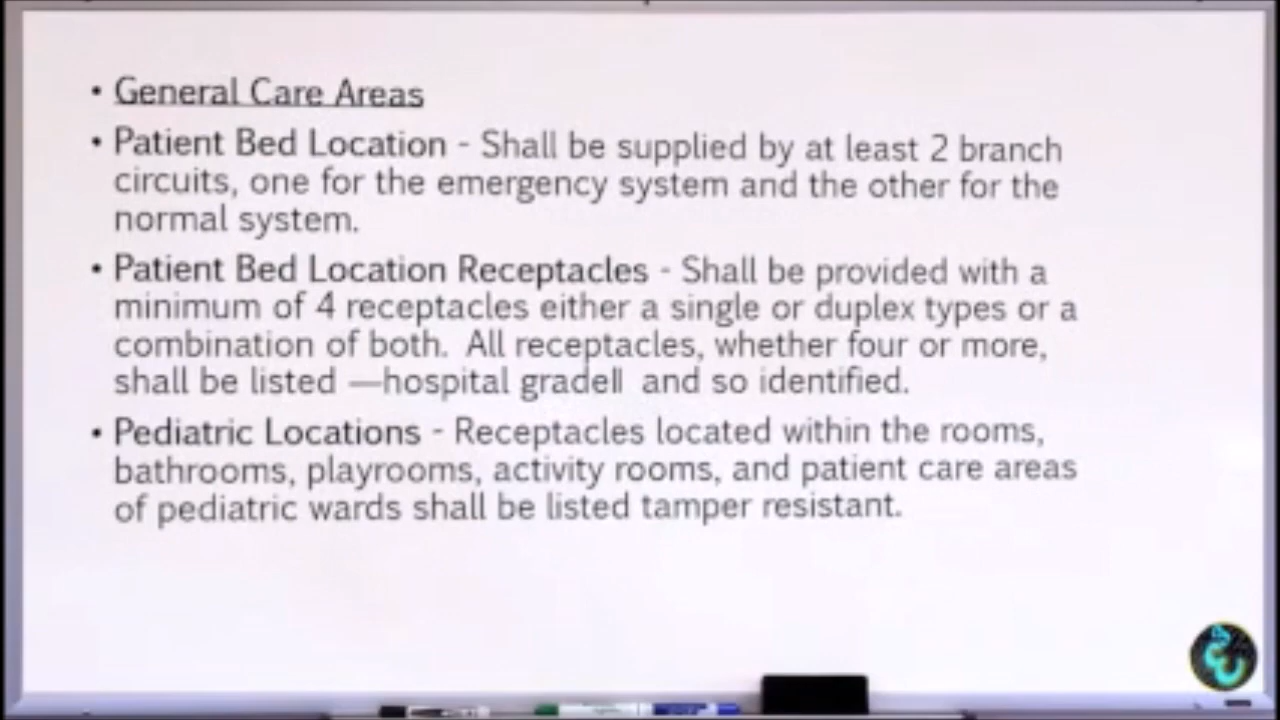 • General Care Areas
• Patient Bed Location - Shall be supplied by at least 2 branch
circuits, one for the emergency system and the other for the
normal system.
• Patient Bed Location Receptacles - Shall be provided with a
minimum of 4 receptacles either a single or duplex types or a
combination of both. All receptacles, whether four or more,
shall be listed ―hospital grade‖ and so identified.
• Pediatric Locations - Receptacles located within the rooms,
bathrooms, playrooms, activity rooms, and patient care areas
of pediatric wards shall be listed tamper resistant.